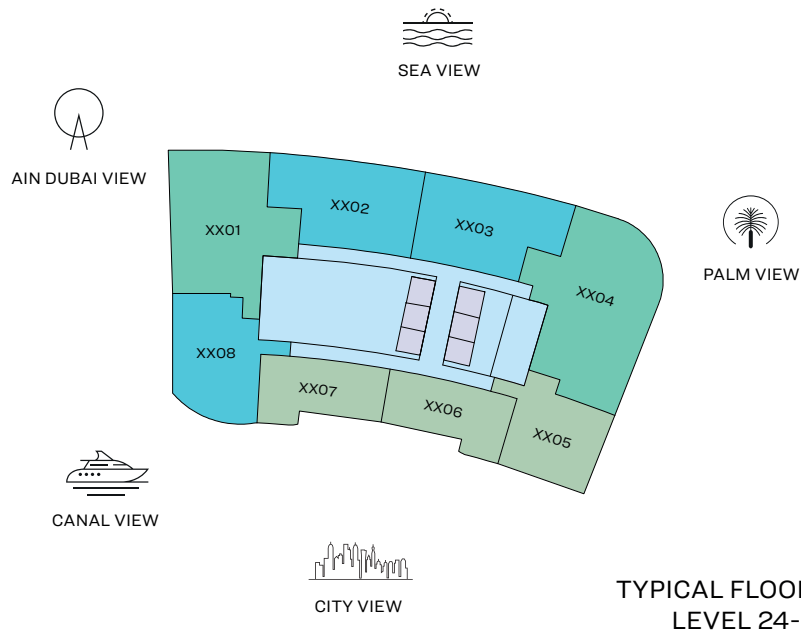 SEA VIEW
AIN DUBAI VIEW
XX02
XX03
XX01
PALM VIEW
XX04
XX08
XX07
XX06
XX05
CANAL VIEW
CITY VIEW
TYPICAL FLOOR
LEVEL 24-